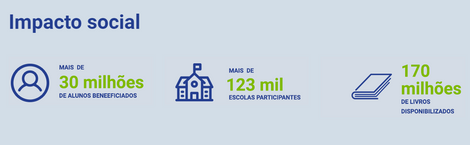 Impacto social
MAIS DE
30 milhões
DE ALUNOS BENEEFICIADOS
MAIS DE
123 mil
ESCOLAS PARTICIPANTES
170
milhões
DE LIVROS
DISPONIBILIZADOS